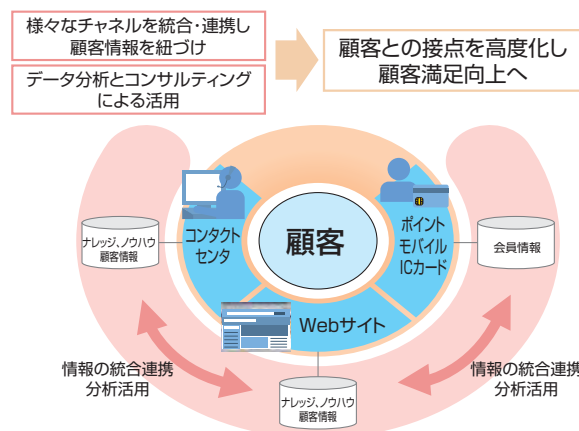 様々なチャネルを統合・連携し
顧客情報を紐づけ
データ分析とコンサルティング
による活用
顧客との接点を高度化し
顧客満足向上へ
コンタクト
センタ
顧客
ポイント
モバイル
ICカード
ナレッジ、ノウハウ
顧客情報
会員情報
Webサイト
情報の統合連携
分析活用
ナレッジ、ノウハウ
顧客情報
情報の統合連携
分析活用